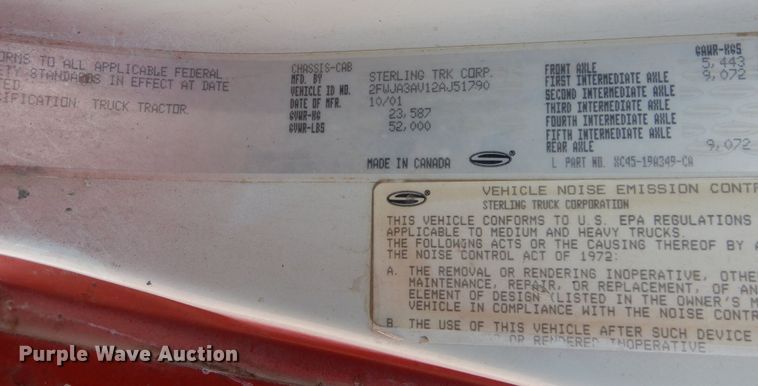 ORMS TO ALL APPLICABLE FEDERAL
ETY STANDARDS IN EFFECT AT DATE
TED
SIFICATION: TRUCK TRACTOR
CHASSIS-CAB
MFD. BY STERLING TRK CORP.
VEHICLE ID NO. 2FWJA3AV12AJ51790
DATE OF MFR. 10/01
GVWR-KG 23,587
GVWR-LBS 52,000
MADE IN CANADA
GAWR-KGS
FRONT AXLE 5,443
FIRST INTERMEDIATE AXLE 9,072
SECOND INTERMEDIATE AXLE
THIRD INTERMEDIATE AXLE
FOURTH INTERMEDIATE AXLE
FIFTH INTERMEDIATE AXLE
REAR AXLE 9,072
L PART NO. XC45-19A349-CA
VEHICLE NOISE EMISSION CONTR
STERLING TRUCK CORPORATION
THIS VEHICLE CONFORMS TO U.S. EPA REGULATIONS
APPLICABLE TO MEDIUM AND HEAVY TRUCKS.
THE FOLLOWING ACTS OR THE CAUSING THEREOF BY A
THE NOISE CONTROL ACT OF 1972:
A. THE REMOVAL OR RENDERING INOPERATIVE, OTHE
MAINTENANCE, REPAIR, OR REPLACEMENT, OF AN
ELEMENT OF DESIGN (LISTED IN THE OWNER'S M
VEHICLE IN COMPLIANCE WITH THE NOISE CONTR
B. THE USE OF THIS VEHICLE AFTER SUCH DEVICE
OR RENDERED INOPERATIVE
Purple Wave Auction